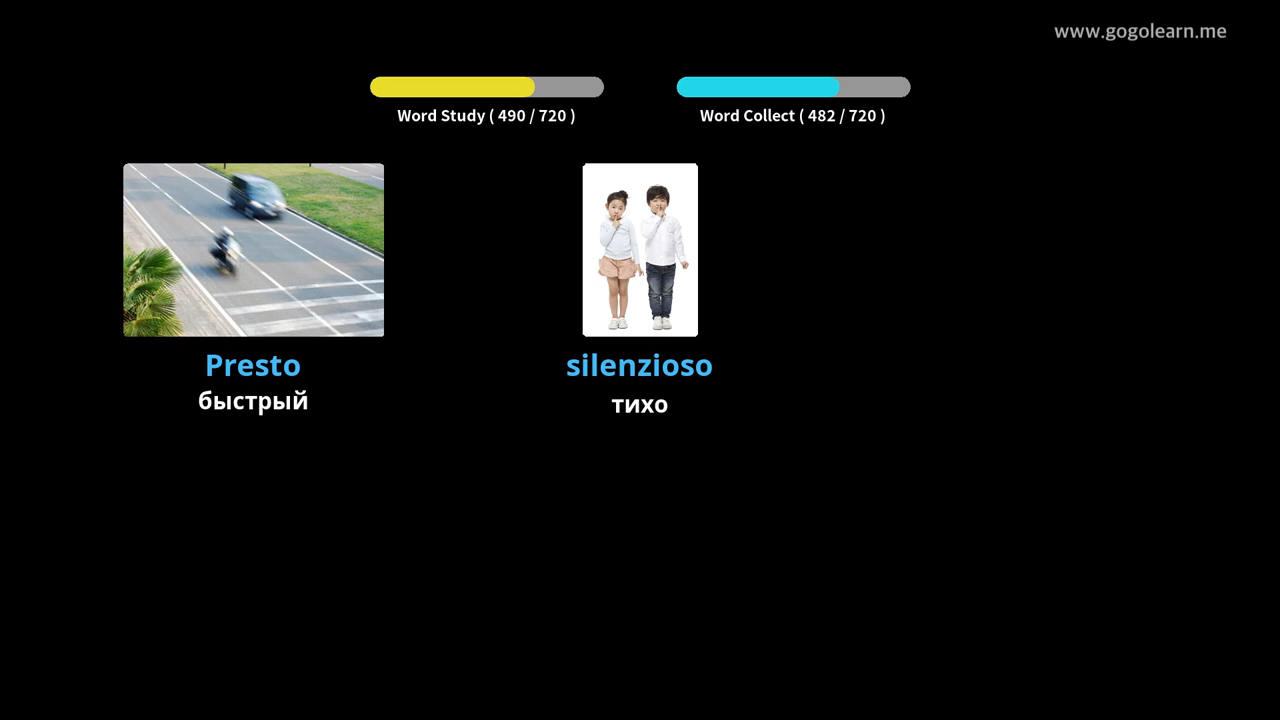 www.gogolearn.me
Word Study ( 490 / 720 )
Word Collect ( 482 / 720 )
Presto
быстрый
silenzioso
тихо